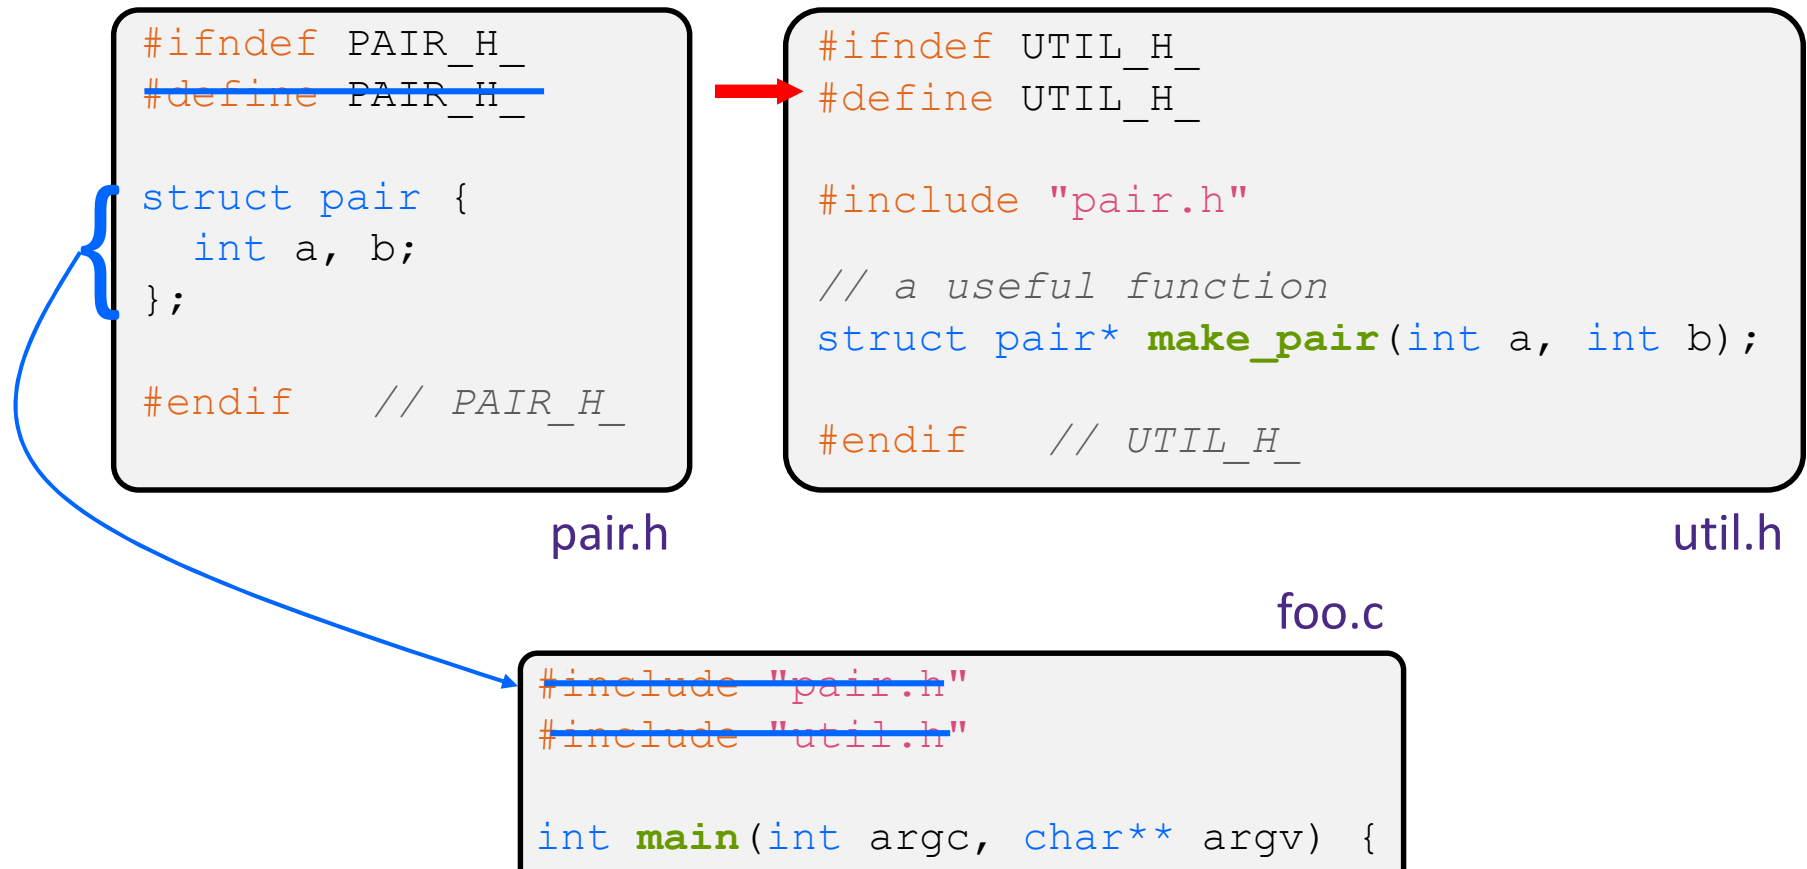 #ifndef PAIR_H_
#define PAIR_H_
struct pair {
  int a, b;
};
#endif   // PAIR_H_
pair.h
#ifndef UTIL_H_
#define UTIL_H_
#include "pair.h"
// a useful function
struct pair* make_pair(int a, int b);
#endif   // UTIL_H_
util.h
foo.c
#include "pair.h"
#include "util.h"
int main(int argc, char** argv) {